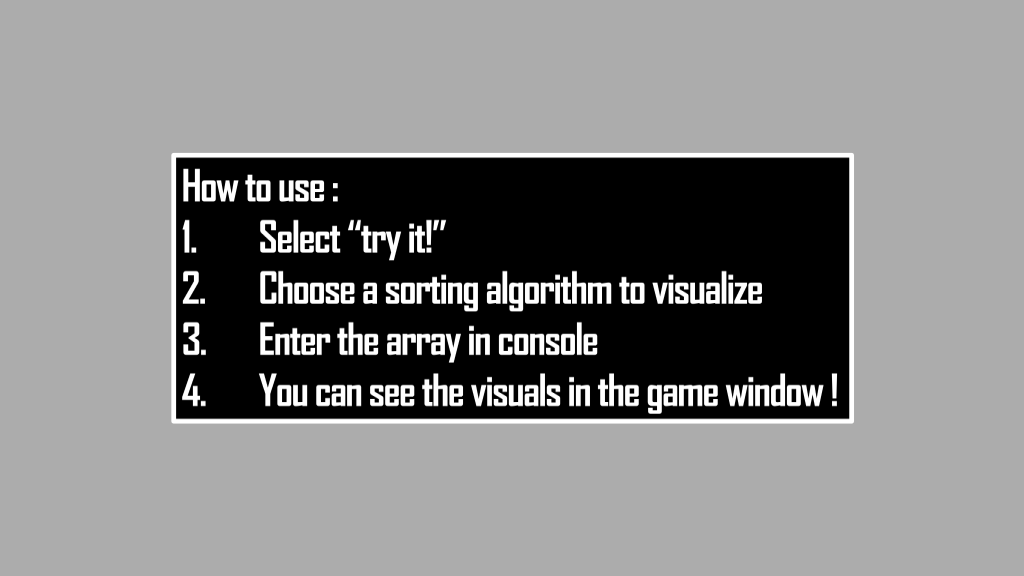 How to use :
1. Select “try it!”
2. Choose a sorting algorithm to visualize
3. Enter the array in console
4. You can see the visuals in the game window !